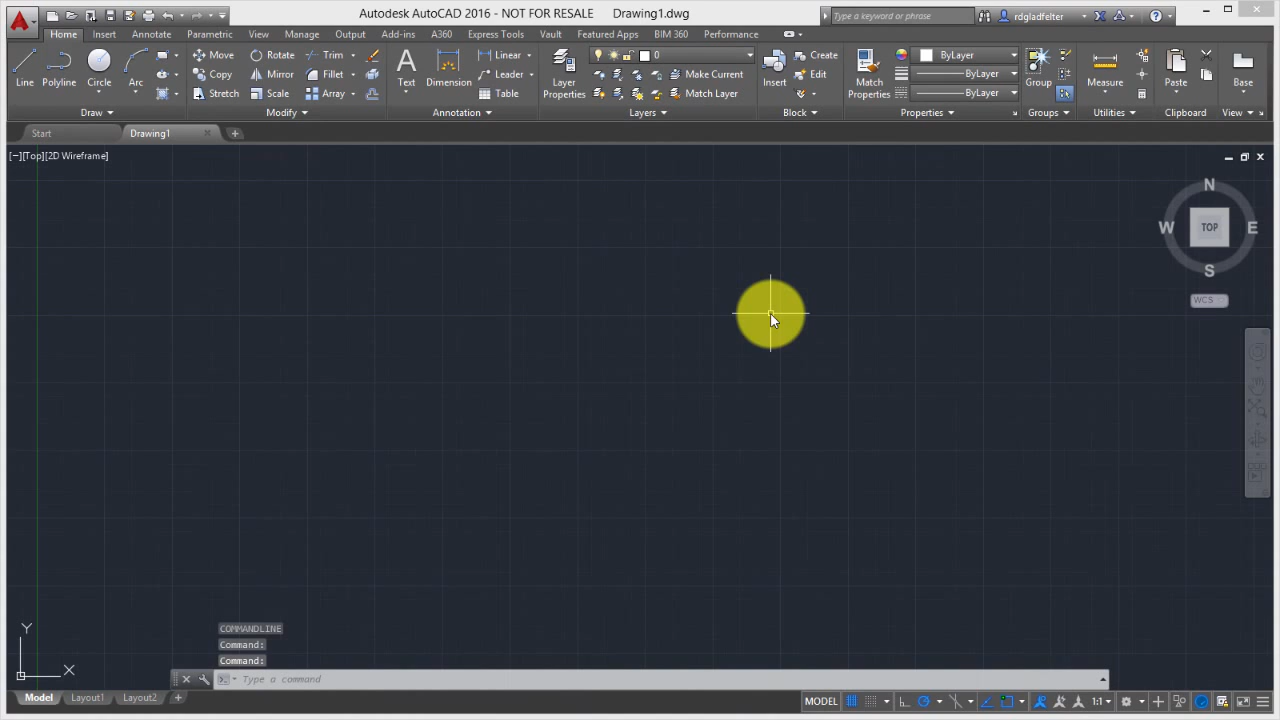 Autodesk AutoCAD 2016 - NOT FOR RESALE Drawing1.dwg
Type a keyword or phrase
rdgladfelter
Home Insert Annotate Parametric View Manage Output Add-ins A360 Express Tools Vault Featured Apps BIM 360 Performance
Line Polyline Circle Arc
Move Rotate Trim
Copy Mirror Fillet
Stretch Scale Array
Text Dimension
Linear
Leader
Table
Layer
Properties
0
Make Current
Match Layer
Insert
Create
Edit
Match
Properties
ByLayer
ByLayer
ByLayer
Group
Measure
Paste
Base
Draw Modify Annotation Layers Block Properties Groups Utilities Clipboard View
Start Drawing1
[−][Top][2D Wireframe]
N
W TOP E
S
WCS
COMMANDLINE
Command:
Command:
Y
X
Type a command
Model Layout1 Layout2
MODEL
1:1